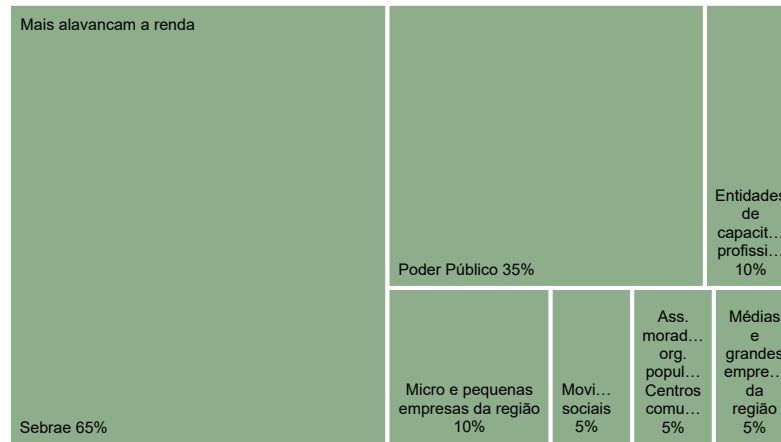 Mais alavancam a renda
Sebrae 65%
Poder Público 35%
Entidades
de
capacit…
profissi…
10%
Micro e pequenas
empresas da região
10%
Movi…
sociais
5%
Ass.
morad…
org.
popul…
Centros
comu…
5%
Médias
e
grandes
empre…
da
região
5%